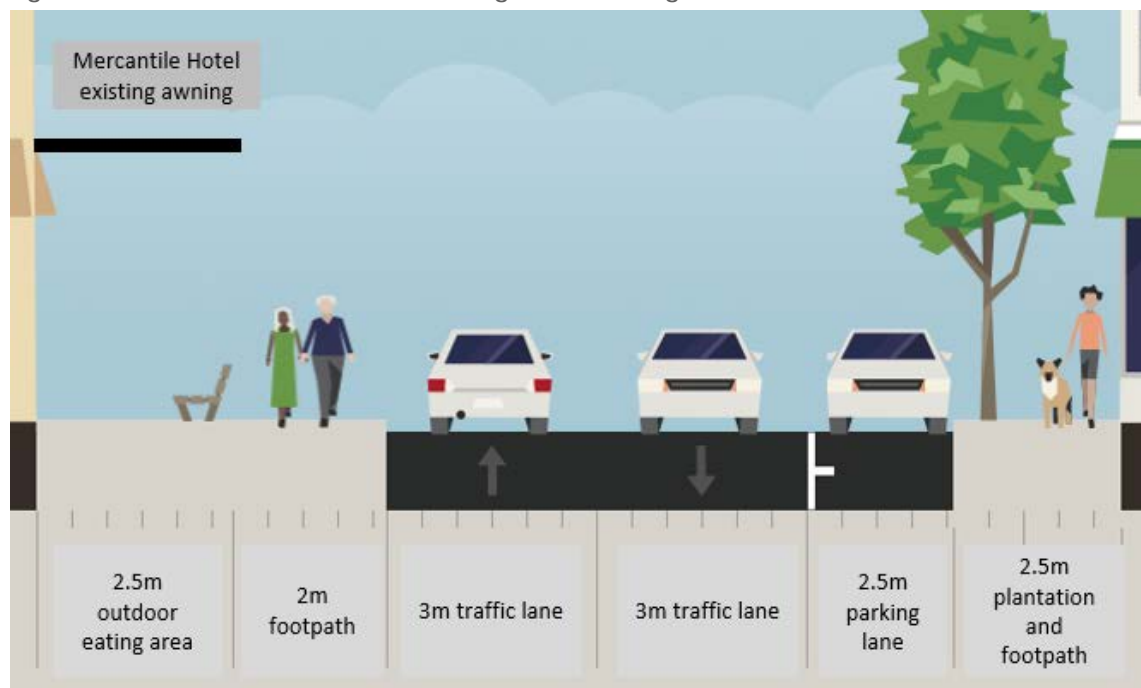 Mercantile Hotel
existing awning
2.5m
outdoor
eating area
2m
footpath
3m traffic lane
3m traffic lane
2.5m
parking
lane
2.5m
plantation
and
footpath